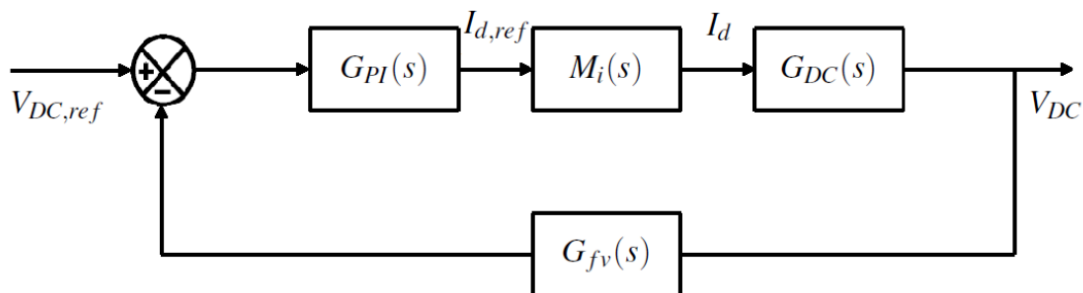 I_{d,ref}
I_d
G_{PI}(s)
M_i(s)
G_{DC}(s)
+
−
V_{DC,ref}
V_{DC}
G_{fv}(s)